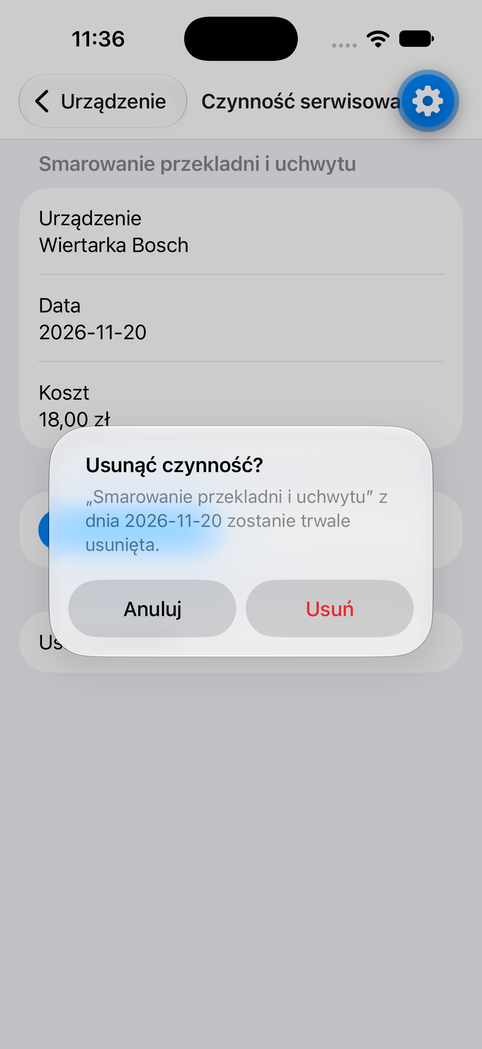 11:36
Urządzenie
Czynność serwisowa
Smarowanie przekladni i uchwytu
Urządzenie
Wiertarka Bosch
Data
2026-11-20
Koszt
18,00 zł
Usunąć czynność?
„Smarowanie przekladni i uchwytu” z
dnia 2026-11-20 zostanie trwale
usunięta.
Anuluj
Usuń